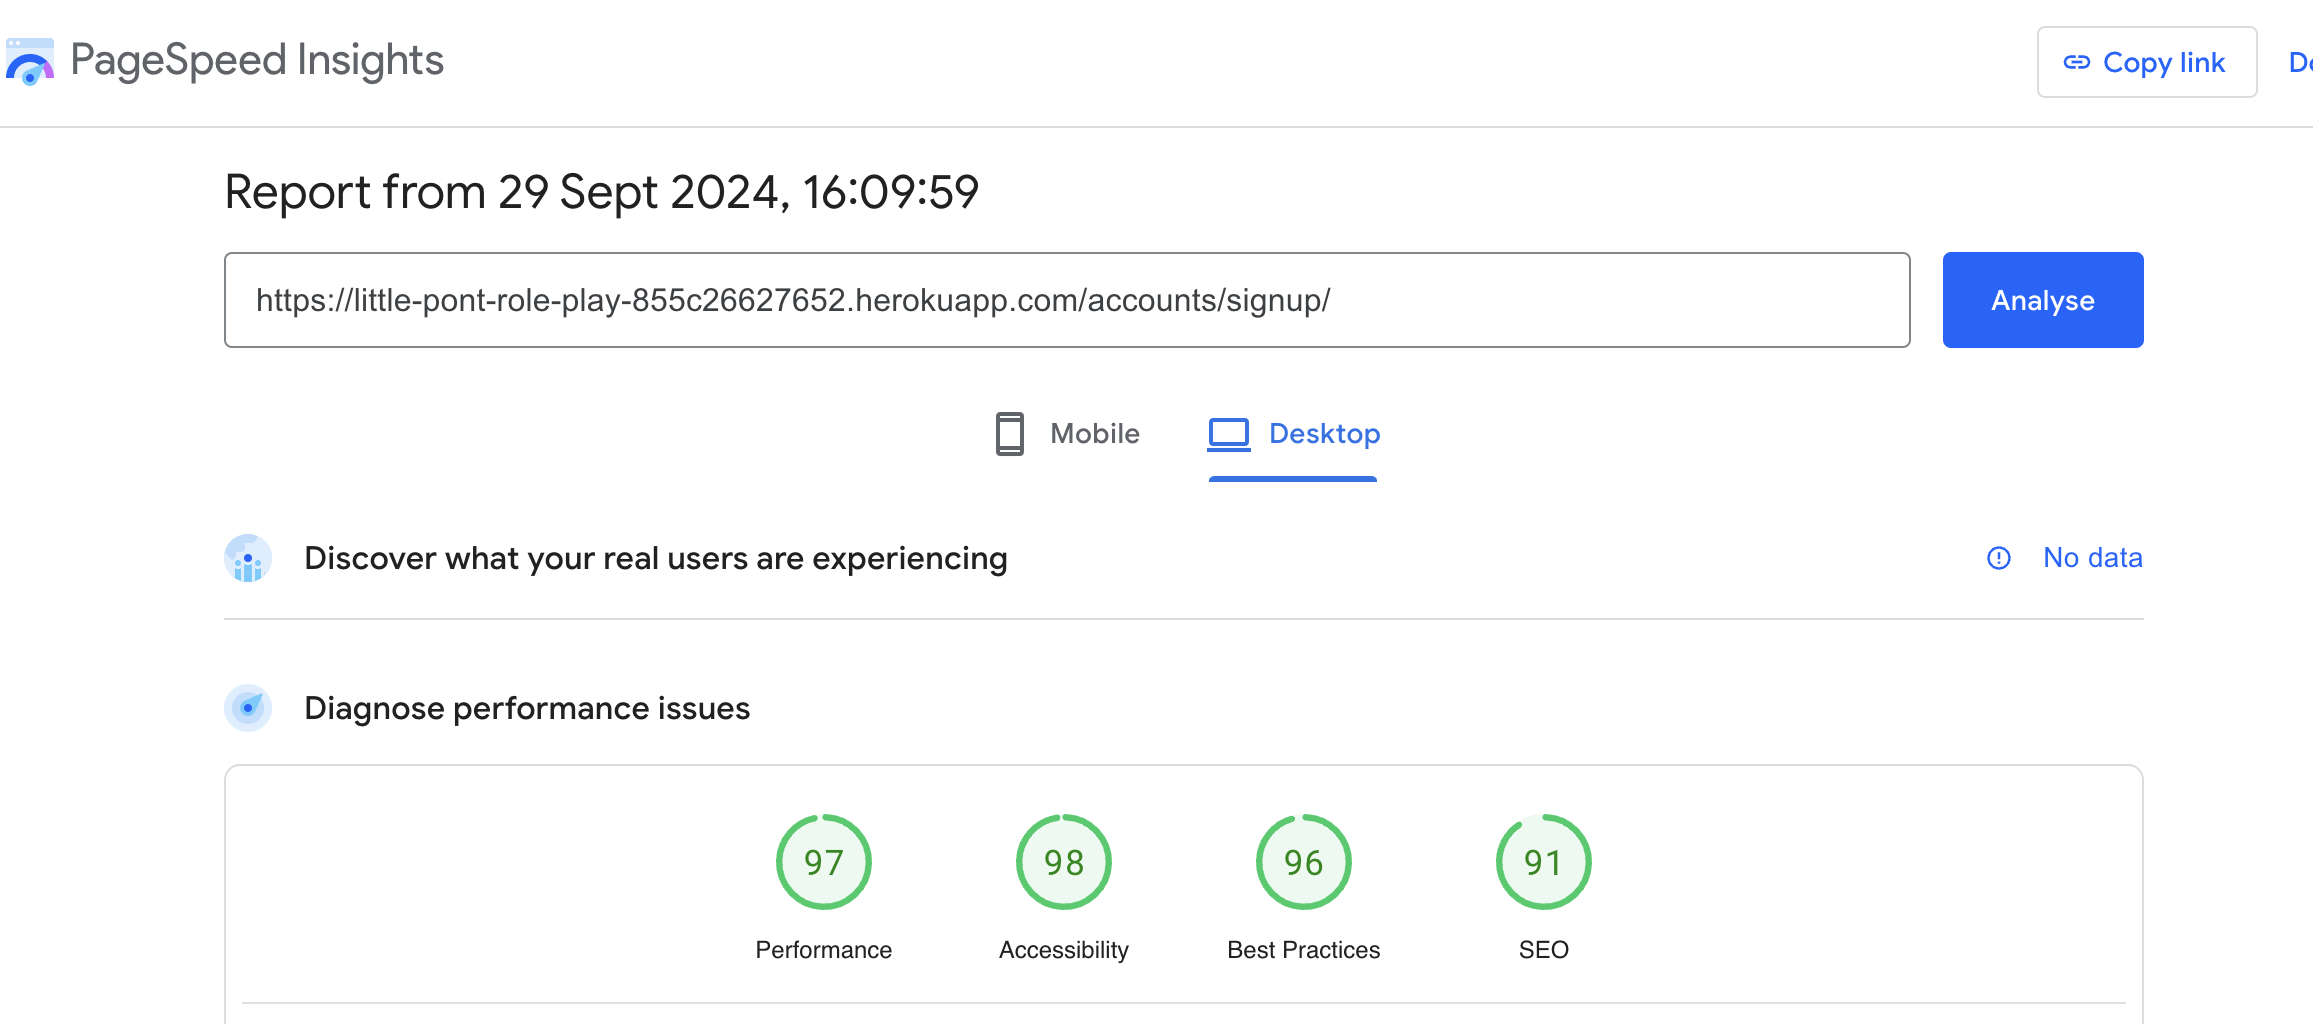 PageSpeed Insights
Copy link
Report from 29 Sept 2024, 16:09:59
https://little-pont-role-play-855c26627652.herokuapp.com/accounts/signup/
Analyse
Mobile
Desktop
Discover what your real users are experiencing
No data
Diagnose performance issues
97
98
96
91
Performance
Accessibility
Best Practices
SEO